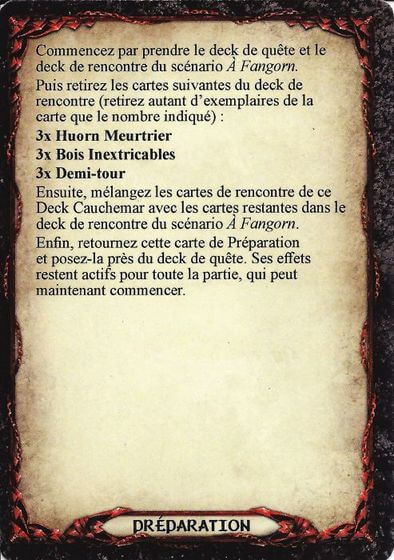 Commencez par prendre le deck de quête et le
deck de rencontre du scénario À Fangorn.
Puis retirez les cartes suivantes du deck de
rencontre (retirez autant d'exemplaires de la
carte que le nombre indiqué) :
3x Huorn Meurtrier
3x Bois Inextricables
3x Demi-tour
Ensuite, mélangez les cartes de rencontre de ce
Deck Cauchemar avec les cartes restantes dans le
deck de rencontre du scénario À Fangorn.
Enfin, retournez cette carte de Préparation
et posez-la près du deck de quête. Ses effets
restent actifs pour toute la partie, qui peut
maintenant commencer.
PRÉPARATION